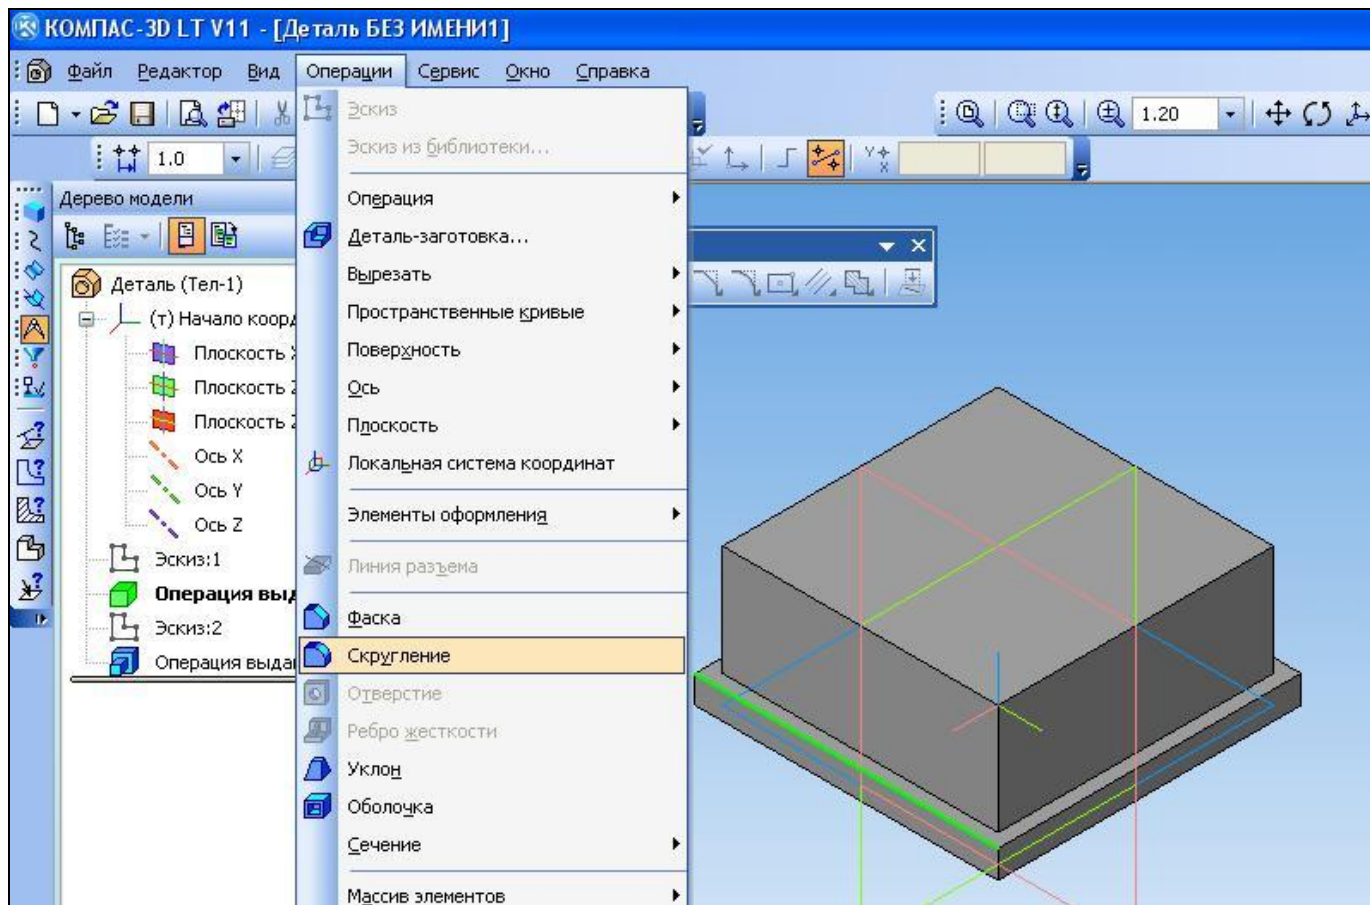 КОМПАС-3D LT V11 - [Деталь БЕЗ ИМЕНИ1]
Файл Редактор Вид Операции Сервис Окно Справка
1.20
1.0
Y
X
Дерево модели
Деталь (Тел-1)
(т) Начало коорд
Плоскость
Плоскость
Плоскость
Ось X
Ось Y
Ось Z
Эскиз:1
Операция выд
Эскиз:2
Операция выда
Эскиз
Эскиз из библиотеки...
Операция
Деталь-заготовка...
Вырезать
Пространственные кривые
Поверхность
Ось
Плоскость
Локальная система координат
Элементы оформления
Линия разъема
Фаска
Скругление
Отверстие
Ребро жесткости
Уклон
Оболочка
Сечение
Массив элементов